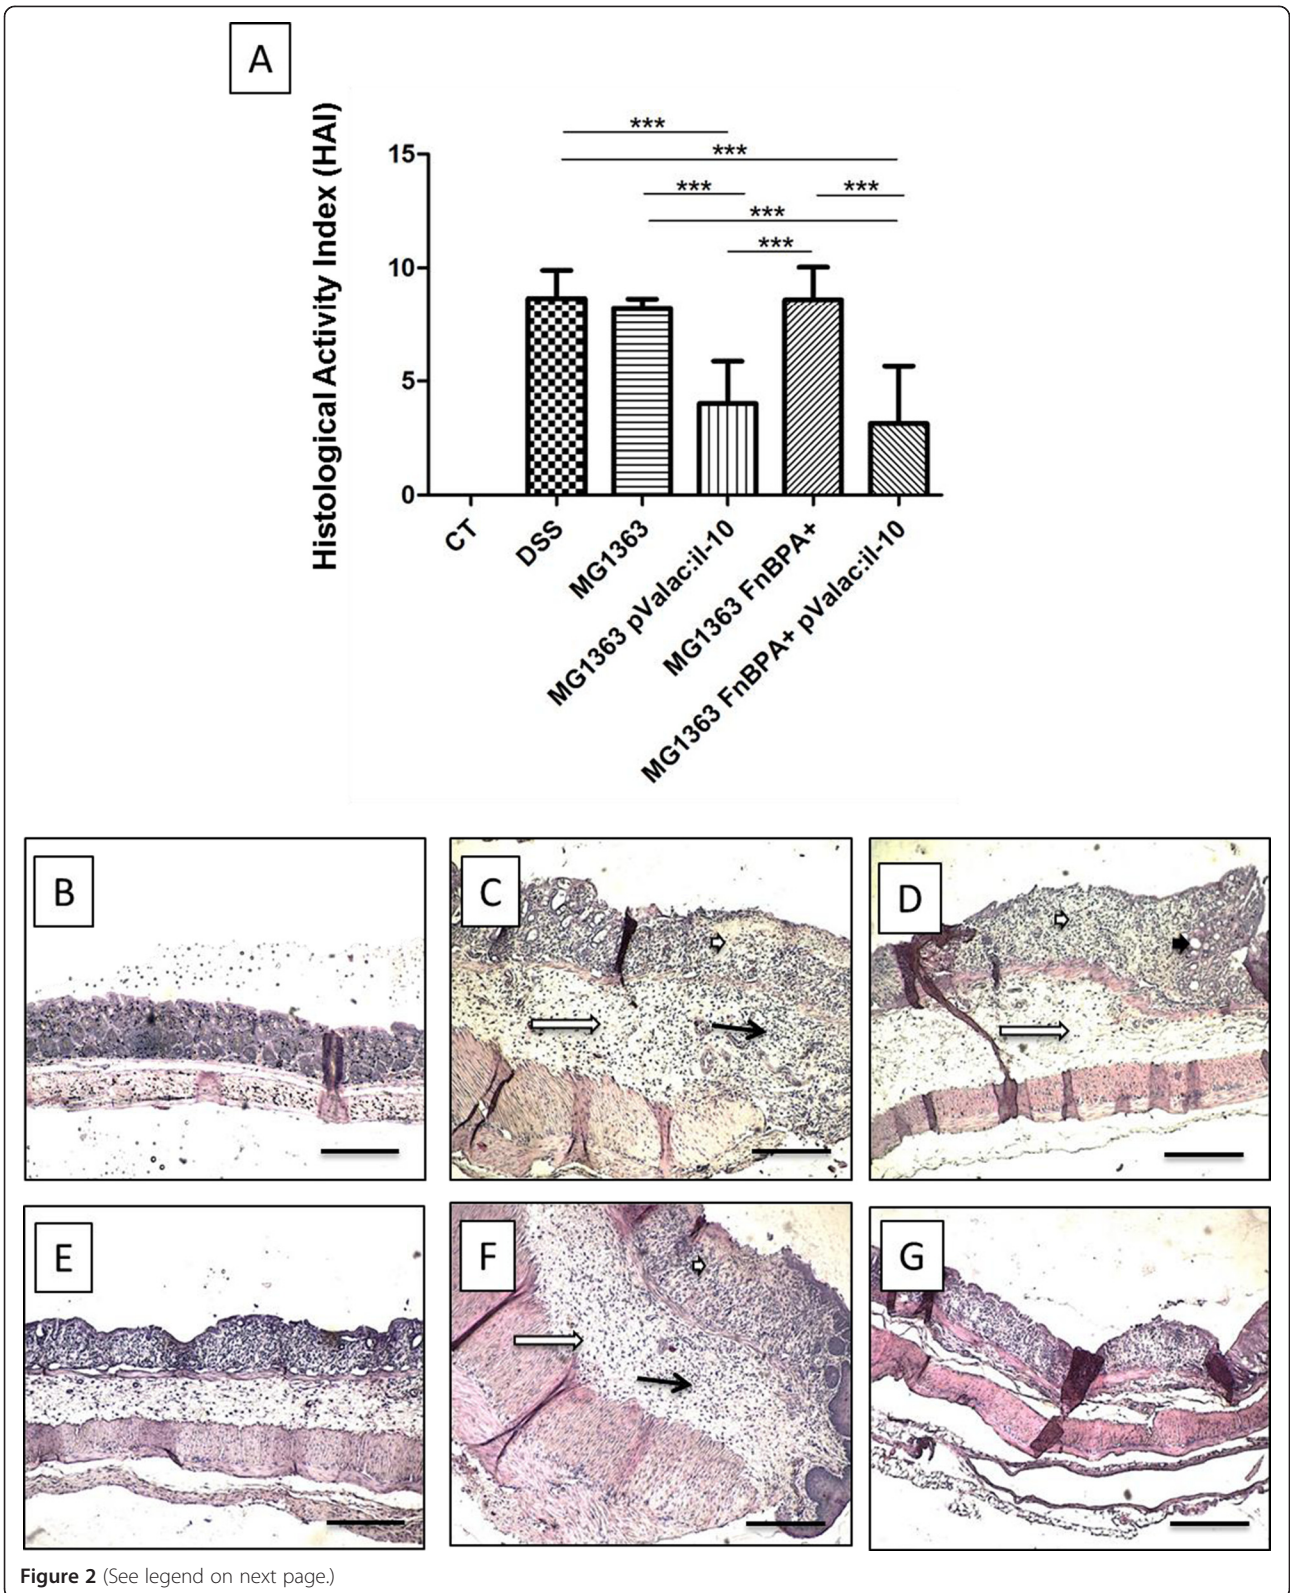 A
Histological Activity Index (HAI)
15
10
5
0
***
***
***
***
***
***
CT
DSS
MG1363
MG1363 pValac:il-10
MG1363 FnBPA+
MG1363 FnBPA+ pValac:il-10
B
C
D
E
F
G
Figure 2 (See legend on next page.)